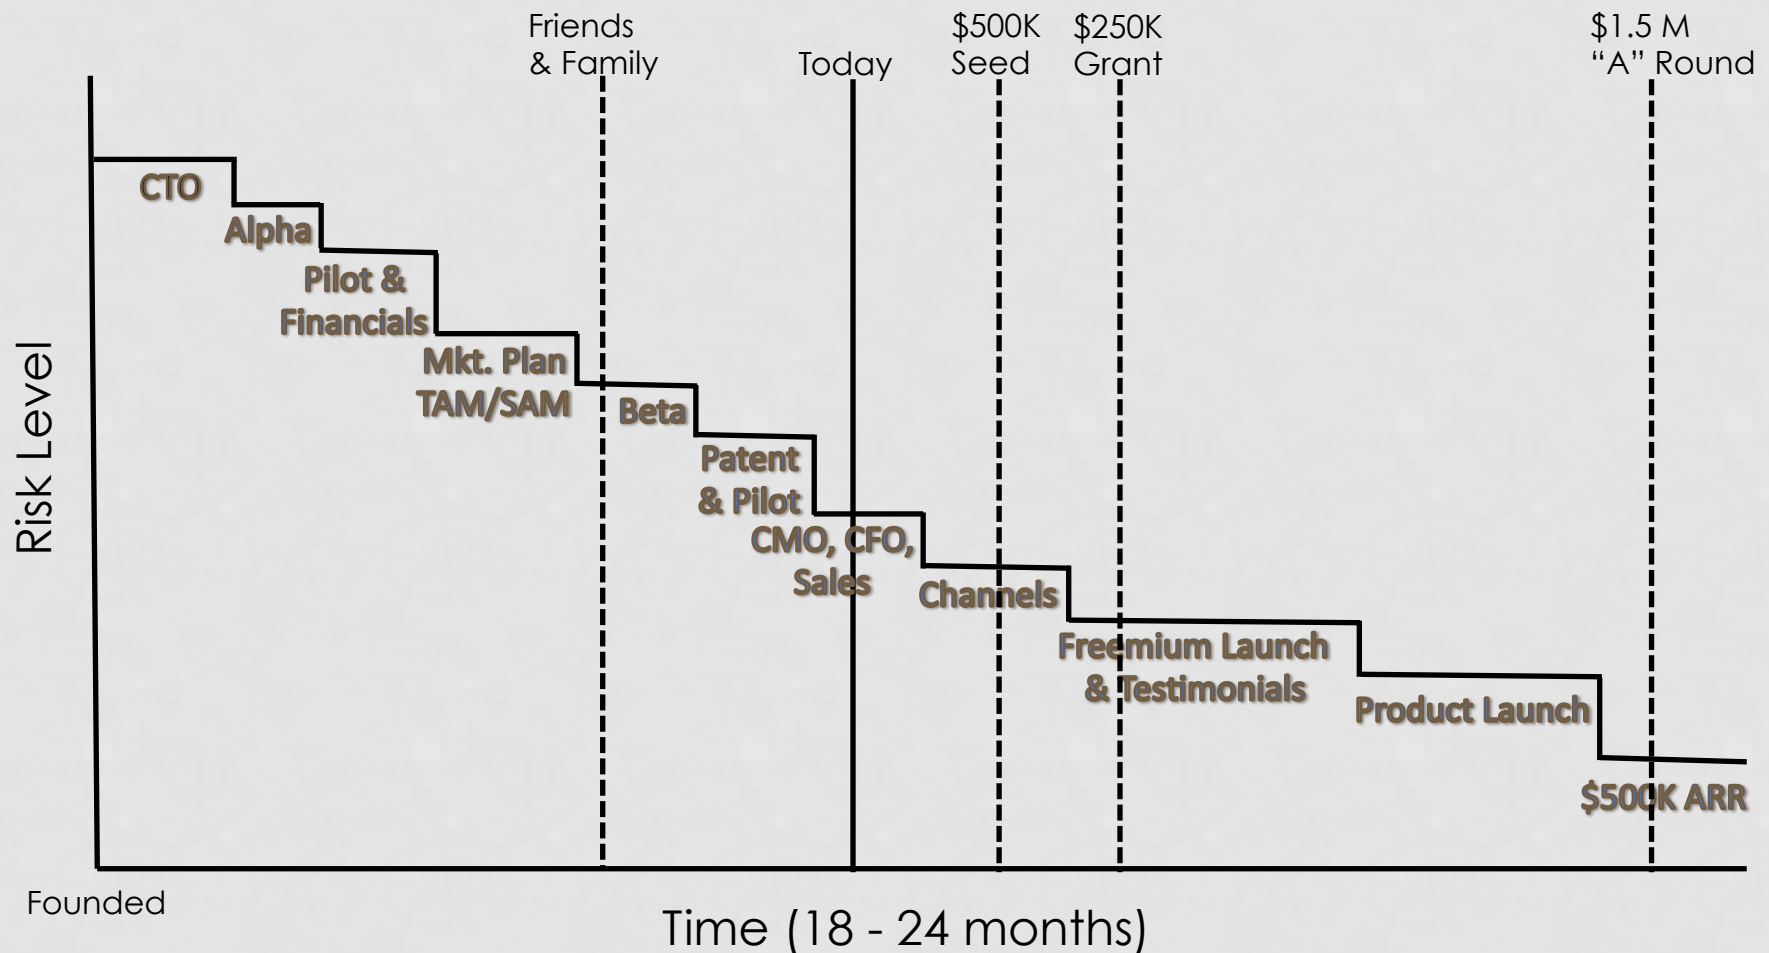 Friends
& Family
Today
$500K
Seed
$250K
Grant
$1.5 M
“A” Round
CTO
Alpha
Pilot &
Financials
Mkt. Plan
TAM/SAM
Beta
Patent
& Pilot
CMO, CFO,
Sales
Channels
Freemium Launch
& Testimonials
Product Launch
$500K ARR
Risk Level
Founded
Time (18 - 24 months)